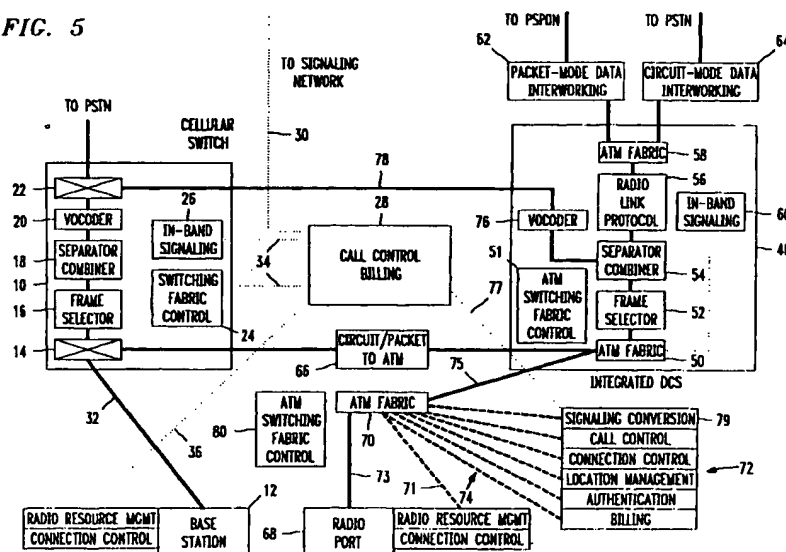 FIG. 5
TO PSPDN
TO PSTN
62
64
PACKET-MODE DATA
INTERWORKING
CIRCUIT-MODE DATA
INTERWORKING
TO SIGNALING
NETWORK
30
TO PSTN
CELLULAR
SWITCH
78
ATM FABRIC
58
56
22
26
28
RADIO
LINK
PROTOCOL
IN-BAND
SIGNALING
60
20
VOCODER
IN-BAND
SIGNALING
76
VOCODER
18
SEPARATOR
COMBINER
34
CALL CONTROL
BILLING
51
SEPARATOR
COMBINER
54
48
10
SWITCHING
FABRIC
CONTROL
77
ATM
SWITCHING
FABRIC
CONTROL
16
FRAME
SELECTOR
24
FRAME
SELECTOR
52
14
CIRCUIT/PACKET
TO ATM
ATM FABRIC
50
66
75
INTEGRATED DCS
32
80
ATM
SWITCHING
FABRIC
CONTROL
ATM FABRIC
70
SIGNALING CONVERSION
79
CALL CONTROL
36
CONNECTION CONTROL
72
LOCATION MANAGEMENT
73
71
74
AUTHENTICATION
12
BILLING
RADIO RESOURCE MGMT
CONNECTION CONTROL
BASE
STATION
68
RADIO
PORT
RADIO RESOURCE MGMT
CONNECTION CONTROL